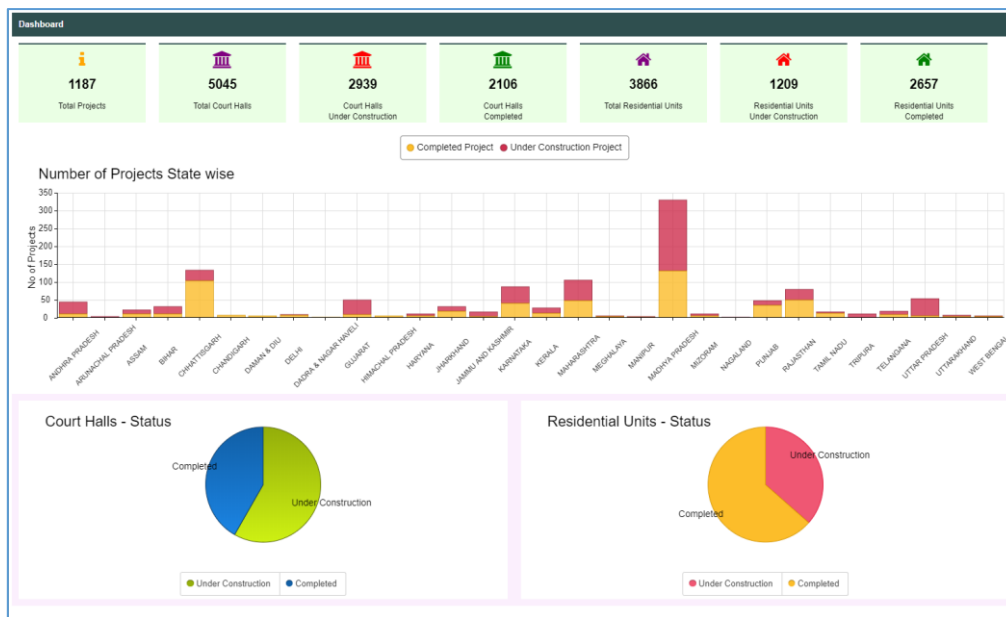 Dashboard
1187
Total Projects
5045
Total Court Halls
2939
Court Halls
Under Construction
2106
Court Halls
Completed
3866
Total Residential Units
1209
Residential Units
Under Construction
2657
Residential Units
Completed
Completed Project Under Construction Project
Number of Projects State wise
No of Projects
350
300
250
200
150
100
50
0
ANDHRA PRADESH
ARUNACHAL PRADESH
ASSAM
BIHAR
CHHATTISGARH
CHANDIGARH
DAMAN & DIU
DELHI
DADRA & NAGAR HAVELI
GUJARAT
HIMACHAL PRADESH
HARYANA
JHARKHAND
JAMMU AND KASHMIR
KARNATAKA
KERALA
MAHARASHTRA
MEGHALAYA
MANIPUR
MADHYA PRADESH
MIZORAM
NAGALAND
PUNJAB
RAJASTHAN
TAMIL NADU
TRIPURA
TELANGANA
UTTAR PRADESH
UTTARAKHAND
WEST BENGAL
Court Halls - Status
Completed
Under Construction
Under Construction Completed
Residential Units - Status
Under Construction
Completed
Under Construction Completed